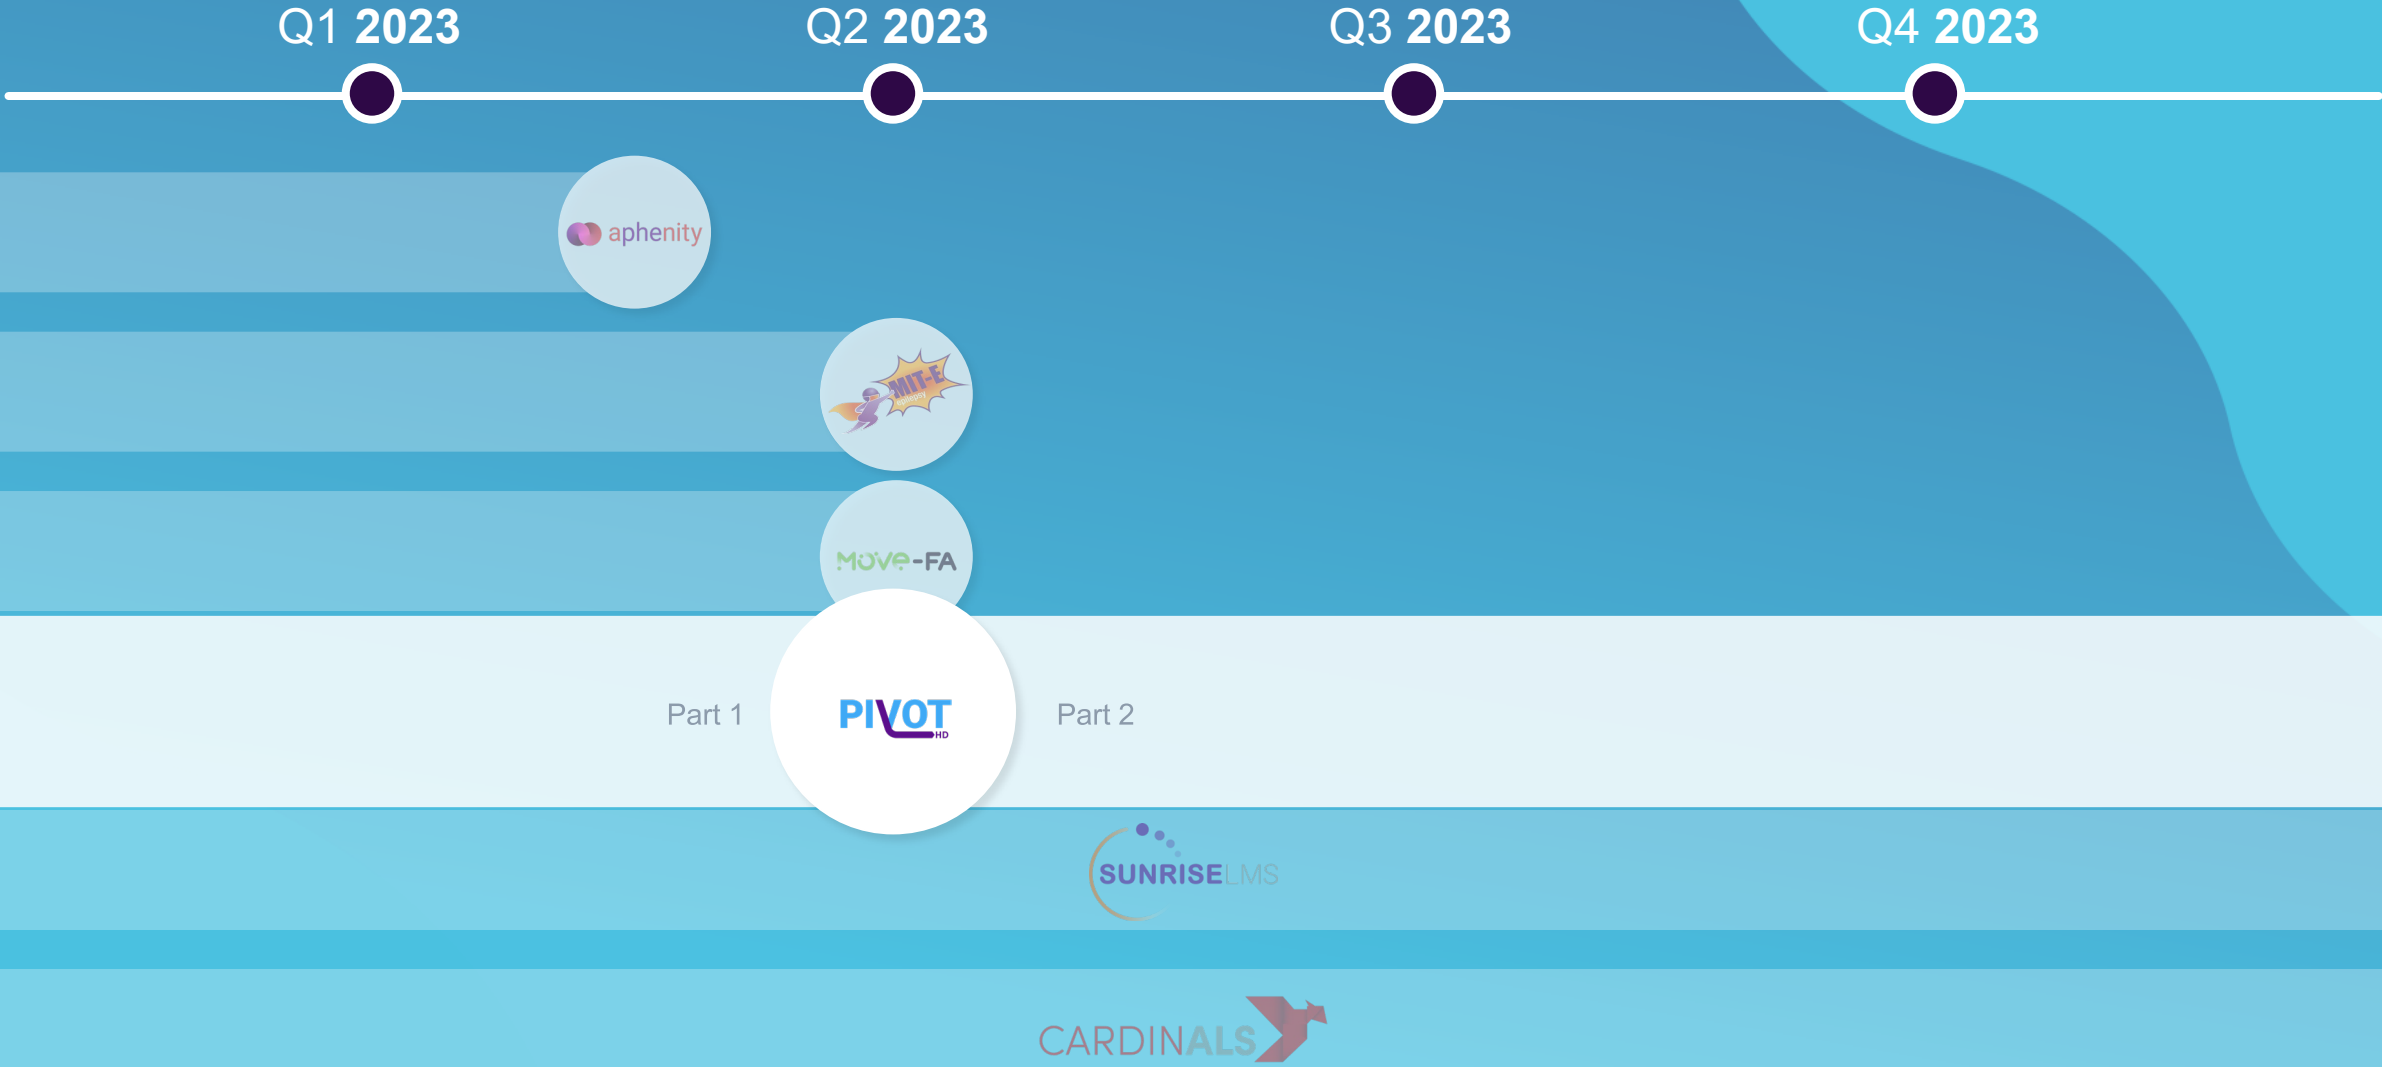 Q1 2023
Q2 2023
Q3 2023
Q4 2023
aphenity
MIT-E
epilepsy
MOVE-FA
Part 1
PIVOT
HD
Part 2
SUNRISELMS
CARDINALS